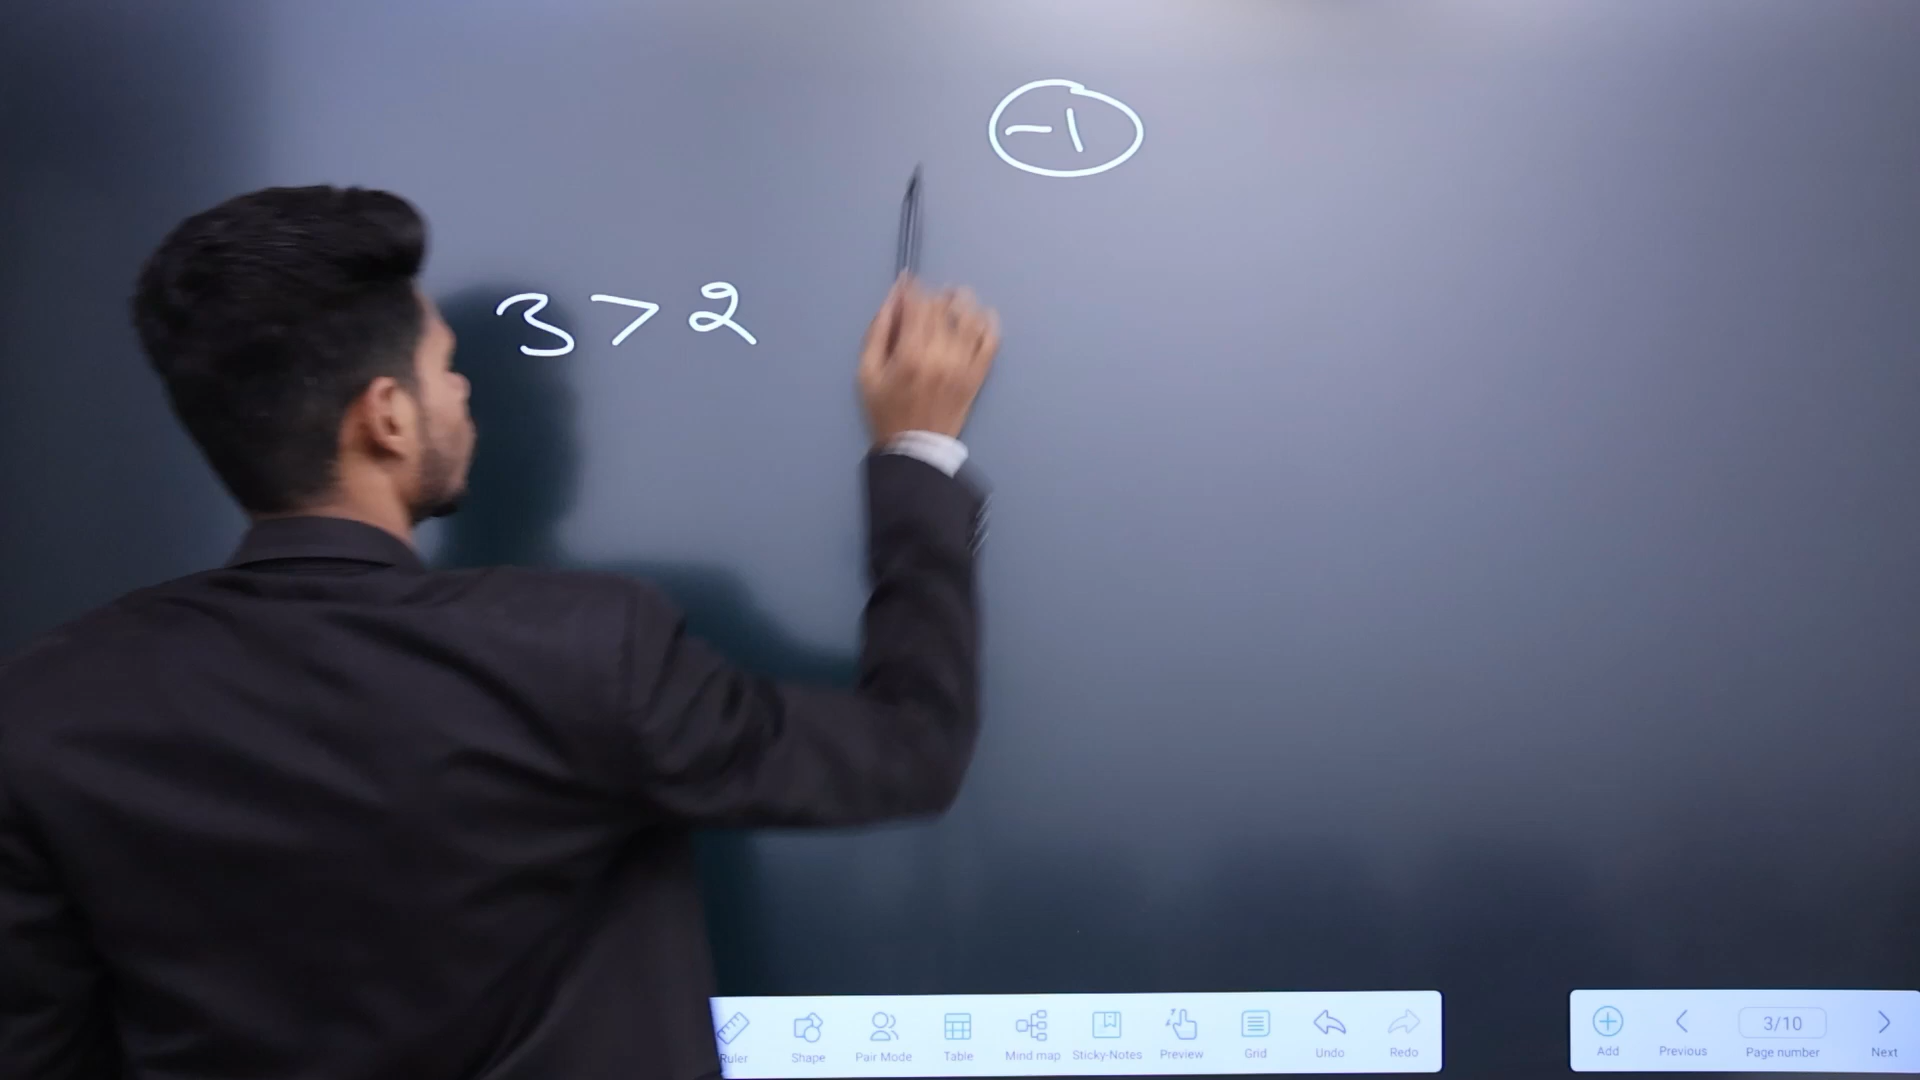 -1
3 > 2
Ruler Shape Pair Mode Table Mind map Sticky-Notes Preview Grid Undo Redo Add Previous 3/10 Page number Next